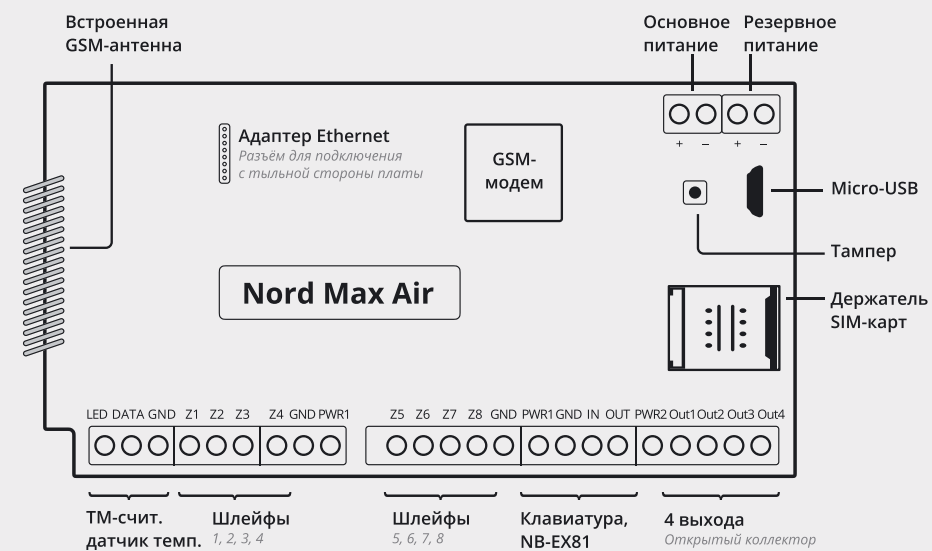 Встроенная
GSM-антенна
Основное
питание
Резервное
питание
Адаптер Ethernet
Разъём для подключения
с тыльной стороны платы
GSM-
модем
+ – + –
Micro-USB
Тампер
Nord Max Air
Держатель
SIM-карт
LED DATA GND Z1 Z2 Z3 Z4 GND PWR1
Z5 Z6 Z7 Z8 GND PWR1 GND IN OUT PWR2 Out1 Out2 Out3 Out4
ТМ-счит.
датчик темп.
Шлейфы
1, 2, 3, 4
Шлейфы
5, 6, 7, 8
Клавиатура,
NB-EX81
4 выхода
Открытый коллектор